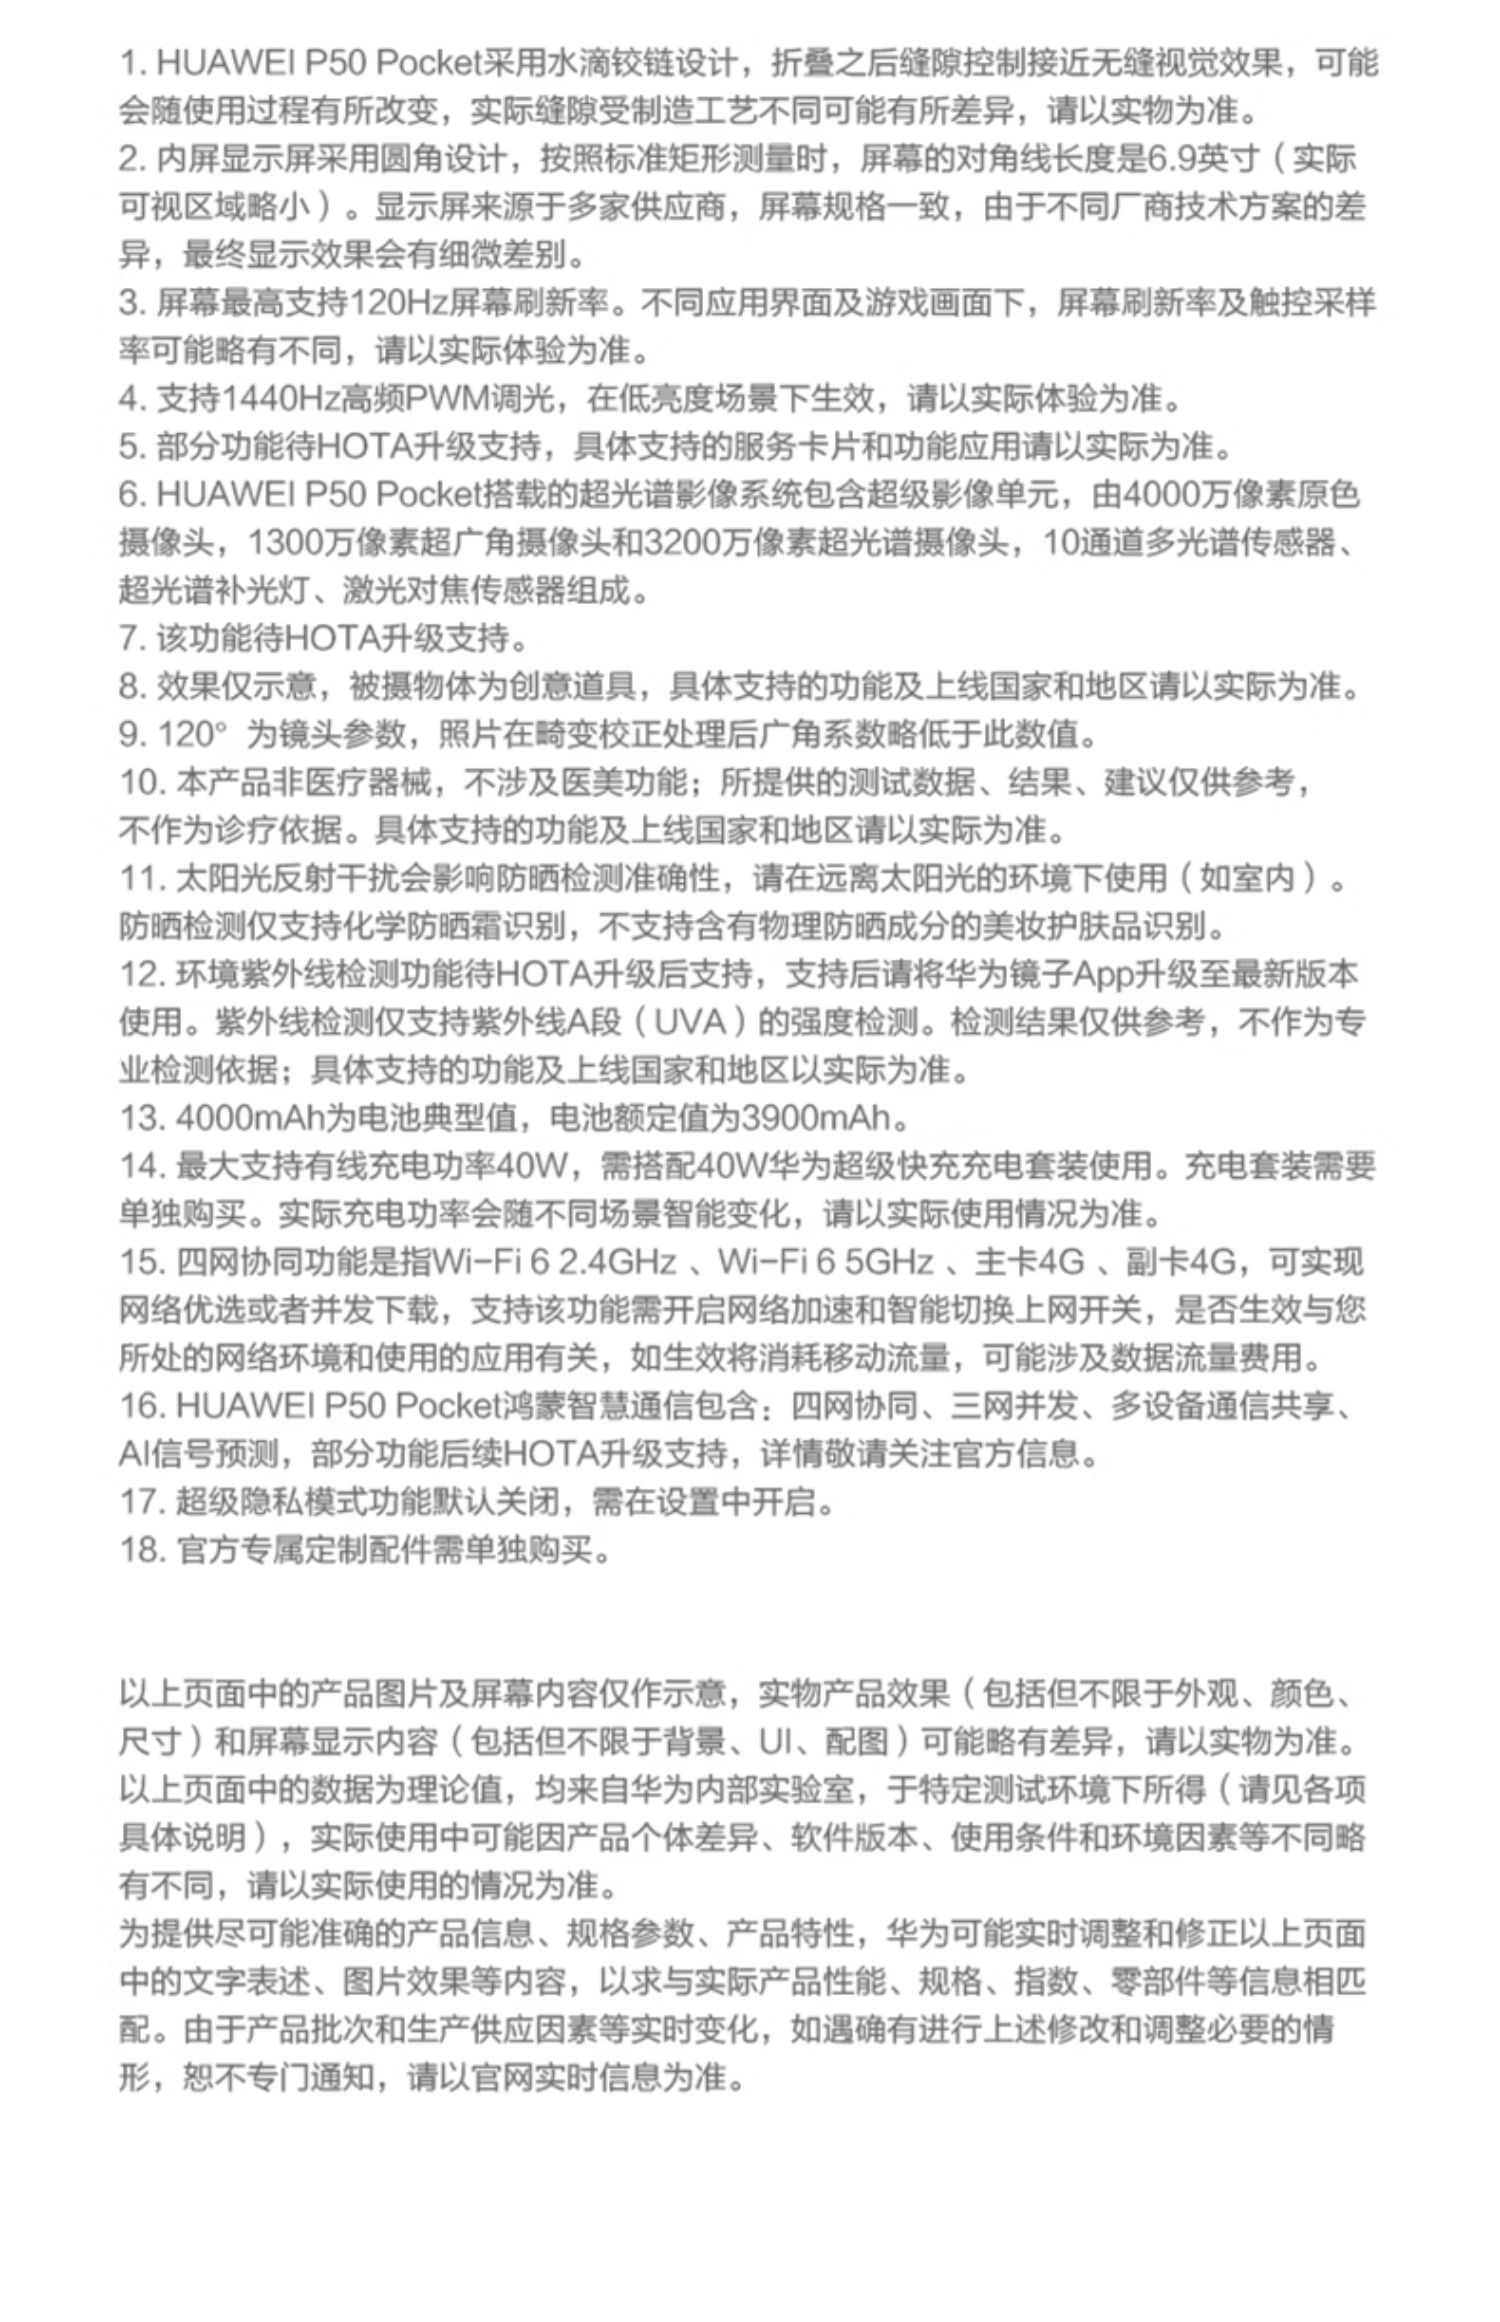 1. HUAWEI P50 Pocket采用水滴铰链设计，折叠之后缝隙控制接近无缝视觉效果，可能
会随使用过程有所改变，实际缝隙受制造工艺不同可能有所差异，请以实物为准。
2. 内屏显示屏采用圆角设计，按照标准矩形测量时，屏幕的对角线长度是6.9英寸（实际
可视区域略小）。显示屏来源于多家供应商，屏幕规格一致，由于不同厂商技术方案的差
异，最终显示效果会有细微差别。
3. 屏幕最高支持120Hz屏幕刷新率。不同应用界面及游戏画面下，屏幕刷新率及触控采样
率可能略有不同，请以实际体验为准。
4. 支持1440Hz高频PWM调光，在低亮度场景下生效，请以实际体验为准。
5. 部分功能待HOTA升级支持，具体支持的服务卡片和功能应用请以实际为准。
6. HUAWEI P50 Pocket搭载的超光谱影像系统包含超级影像单元，由4000万像素原色
摄像头，1300万像素超广角摄像头和3200万像素超光谱摄像头，10通道多光谱传感器、
超光谱补光灯、激光对焦传感器组成。
7. 该功能待HOTA升级支持。
8. 效果仅示意，被摄物体为创意道具，具体支持的功能及上线国家和地区请以实际为准。
9. 120° 为镜头参数，照片在畸变校正处理后广角系数略低于此数值。
10. 本产品非医疗器械，不涉及医美功能；所提供的测试数据、结果、建议仅供参考，
不作为诊疗依据。具体支持的功能及上线国家和地区请以实际为准。
11. 太阳光反射干扰会影响防晒检测准确性，请在远离太阳光的环境下使用（如室内）。
防晒检测仅支持化学防晒霜识别，不支持含有物理防晒成分的美妆护肤品识别。
12. 环境紫外线检测功能待HOTA升级后支持，支持后请将华为镜子App升级至最新版本
使用。紫外线检测仅支持紫外线A段（UVA）的强度检测。检测结果仅供参考，不作为专
业检测依据；具体支持的功能及上线国家和地区以实际为准。
13. 4000mAh为电池典型值，电池额定值为3900mAh。
14. 最大支持有线充电功率40W，需搭配40W华为超级快充充电套装使用。充电套装需要
单独购买。实际充电功率会随不同场景智能变化，请以实际使用情况为准。
15. 四网协同功能是指Wi-Fi 6 2.4GHz 、Wi-Fi 6 5GHz 、主卡4G 、副卡4G，可实现
网络优选或者并发下载，支持该功能需开启网络加速和智能切换上网开关，是否生效与您
所处的网络环境和使用的应用有关，如生效将消耗移动流量，可能涉及数据流量费用。
16. HUAWEI P50 Pocket鸿蒙智慧通信包含：四网协同、三网并发、多设备通信共享、
AI信号预测，部分功能后续HOTA升级支持，详情敬请关注官方信息。
17. 超级隐私模式功能默认关闭，需在设置中开启。
18. 官方专属定制配件需单独购买。
以上页面中的产品图片及屏幕内容仅作示意，实物产品效果（包括但不限于外观、颜色、
尺寸）和屏幕显示内容（包括但不限于背景、UI、配图）可能略有差异，请以实物为准。
以上页面中的数据为理论值，均来自华为内部实验室，于特定测试环境下所得（请见各项
具体说明），实际使用中可能因产品个体差异、软件版本、使用条件和环境因素等不同略
有不同，请以实际使用的情况为准。
为提供尽可能准确的产品信息、规格参数、产品特性，华为可能实时调整和修正以上页面
中的文字表述、图片效果等内容，以求与实际产品性能、规格、指数、零部件等信息相匹
配。由于产品批次和生产供应因素等实时变化，如遇确有进行上述修改和调整必要的情
形，恕不专门通知，请以官网实时信息为准。